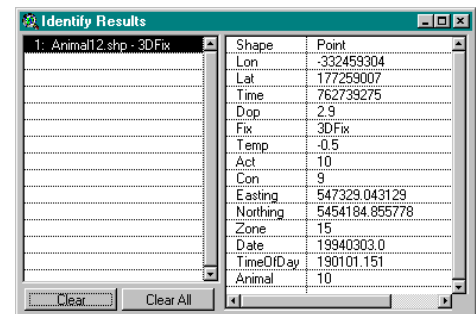 Identify Results
1: Animal12.shp - 3DFix
Shape Point
Lon -332459304
Lat 177259007
Time 762739275
Dop 2.9
Fix 3DFix
Temp -0.5
Act 10
Con 9
Easting 547329.043129
Northing 5454184.855778
Zone 15
Date 19940303.0
TimeOfDay 190101.151
Animal 10
Clear
Clear All